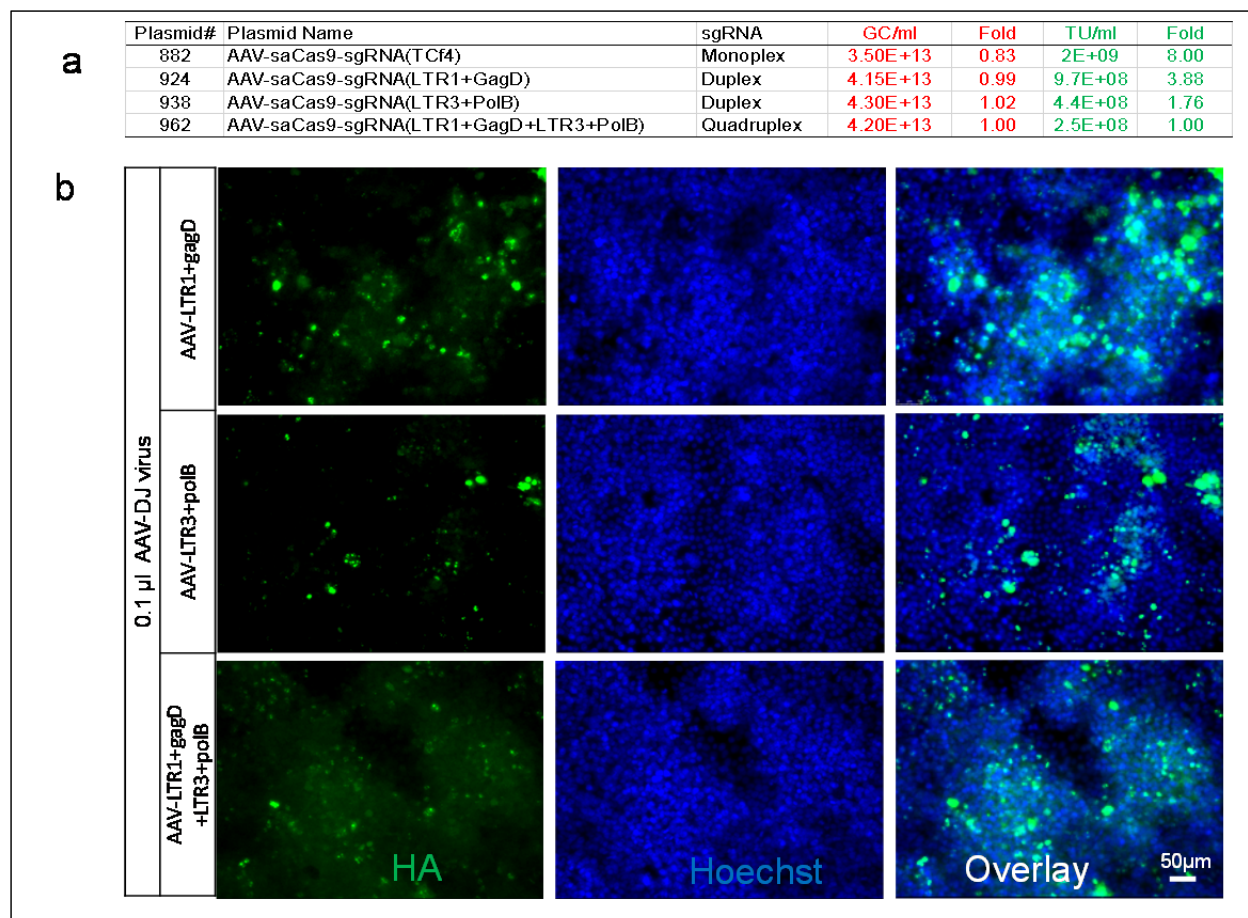 a
Plasmid# Plasmid Name sgRNA GC/ml Fold TU/ml Fold
882 AAV-saCas9-sgRNA(TCf4) Monoplex 3.50E+13 0.83 2E+09 8.00
924 AAV-saCas9-sgRNA(LTR1+GagD) Duplex 4.15E+13 0.99 9.7E+08 3.88
938 AAV-saCas9-sgRNA(LTR3+PolB) Duplex 4.30E+13 1.02 4.4E+08 1.76
962 AAV-saCas9-sgRNA(LTR1+GagD+LTR3+PolB) Quadruplex 4.20E+13 1.00 2.5E+08 1.00
b
0.1 µl AAV-DJ virus
AAV-LTR1+gagD
AAV-LTR3+polB
AAV-LTR1+gagD
+LTR3+polB
HA
Hoechst
Overlay
50µm